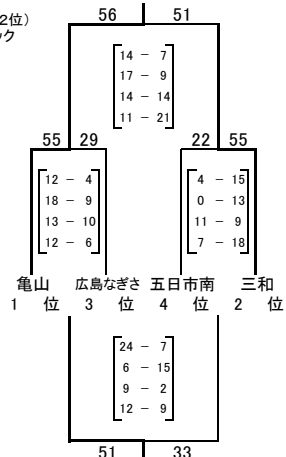 2位)
ック
56 51
14 - 7
17 - 9
14 - 14
11 - 21
55 29 22 55
12 - 4 4 - 15
18 - 9 0 - 13
13 - 10 11 - 9
12 - 6 7 - 18
亀山 広島なぎさ 五日市南 三和
1 位 3 位 4 位 2 位
24 - 7
6 - 15
9 - 2
12 - 9
51 33